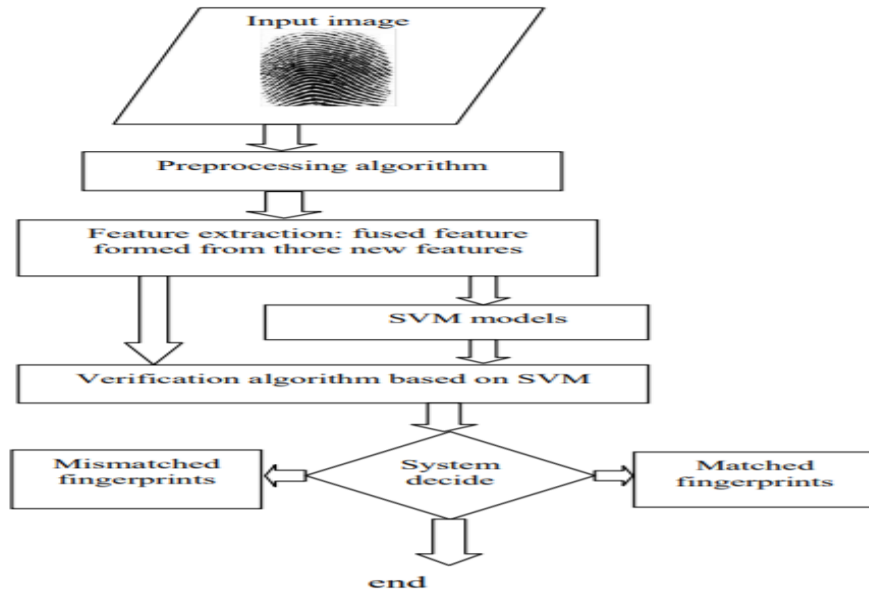 Input image
Preprocessing algorithm
Feature extraction: fused feature
formed from three new features
SVM models
Verification algorithm based on SVM
Mismatched
fingerprints
System
decide
Matched
fingerprints
end